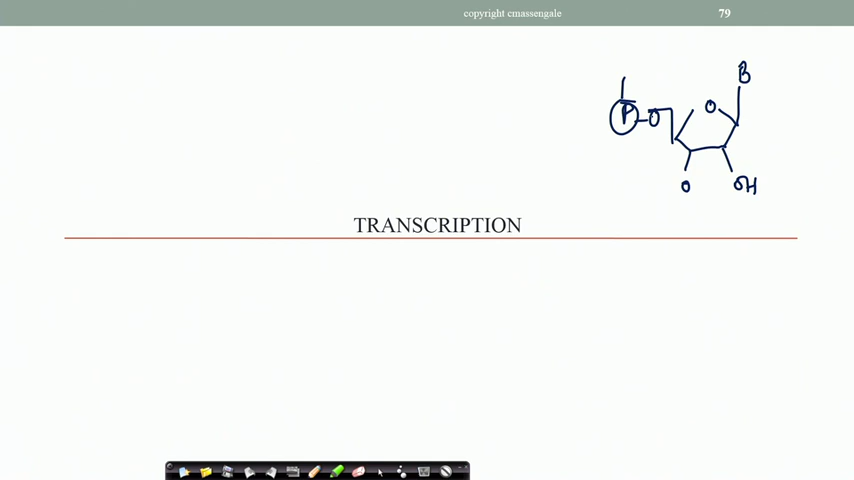 copyright cmassengale
79
B
P O O
O OH
TRANSCRIPTION